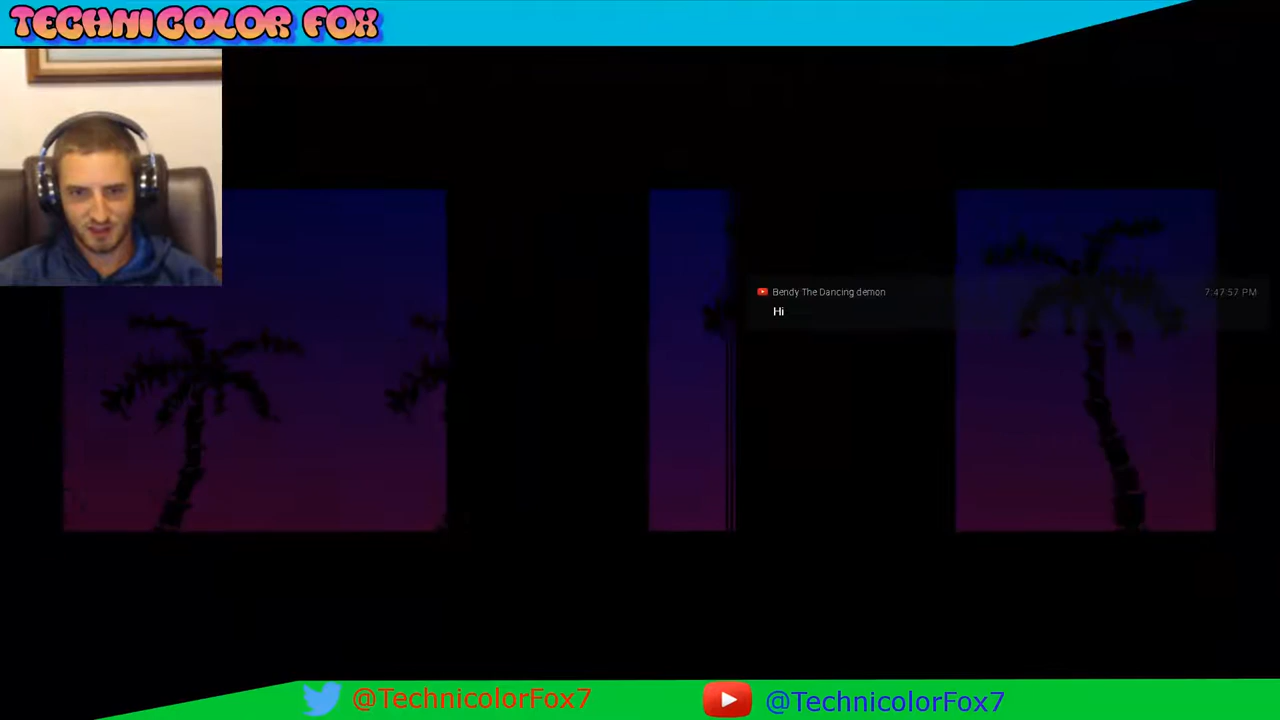 TECHNICOLOR FOX
Bendy The Dancing demon 7:47:57 PM
Hi
@TechnicolorFox7 @TechnicolorFox7